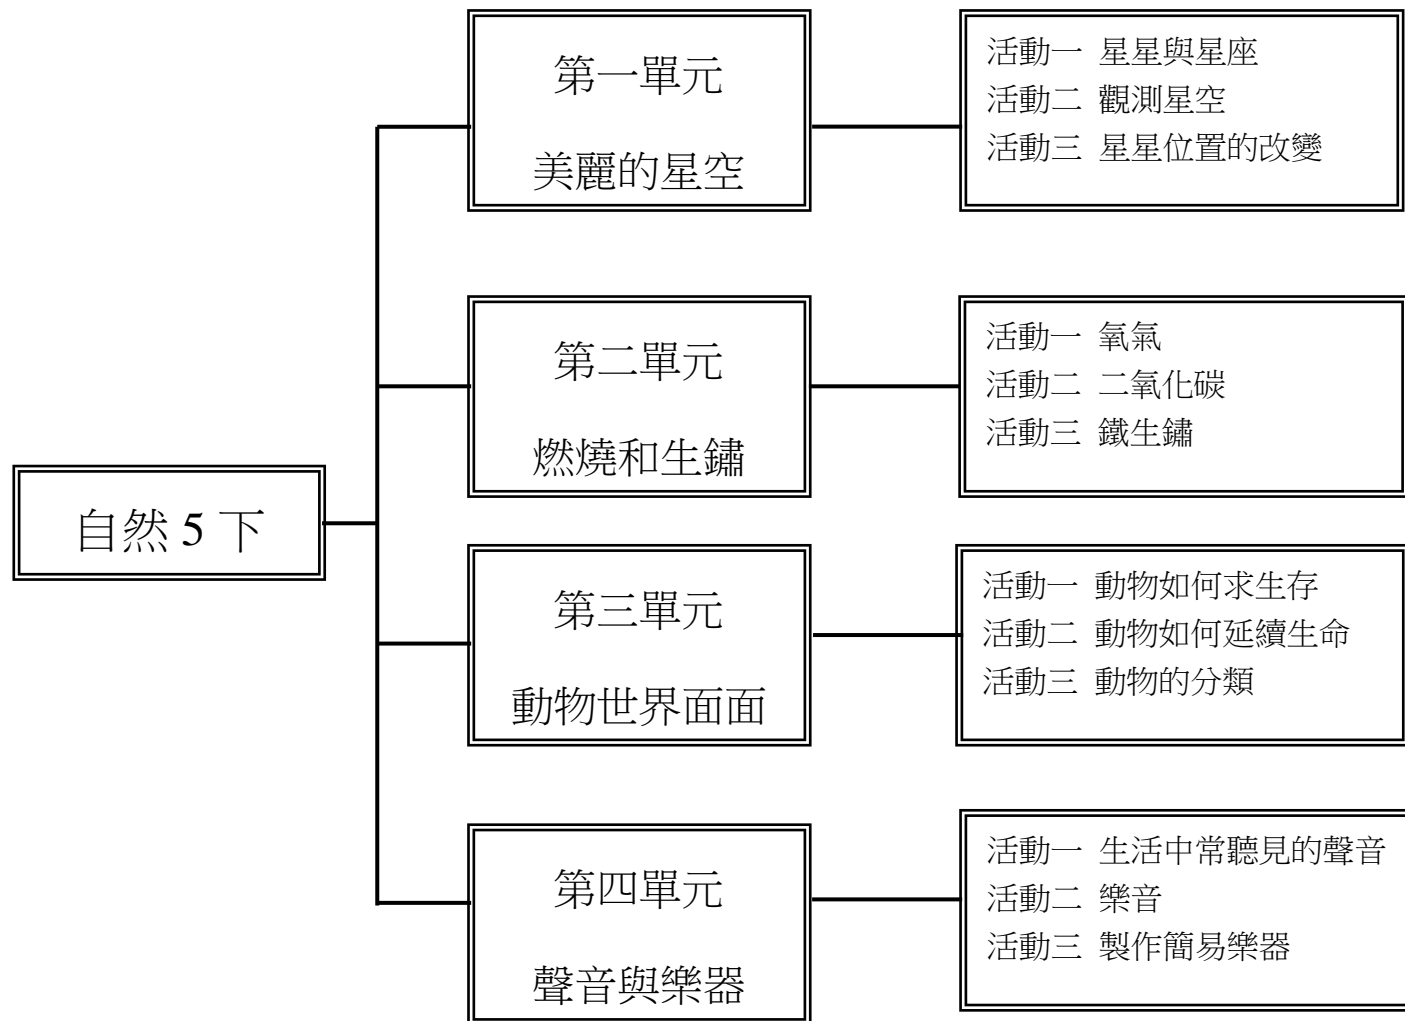 自然 5 下
第一單元
美麗的星空
活動一 星星與星座
活動二 觀測星空
活動三 星星位置的改變
第二單元
燃燒和生鏽
活動一 氧氣
活動二 二氧化碳
活動三 鐵生鏽
第三單元
動物世界面面
活動一 動物如何求生存
活動二 動物如何延續生命
活動三 動物的分類
第四單元
聲音與樂器
活動一 生活中常聽見的聲音
活動二 樂音
活動三 製作簡易樂器